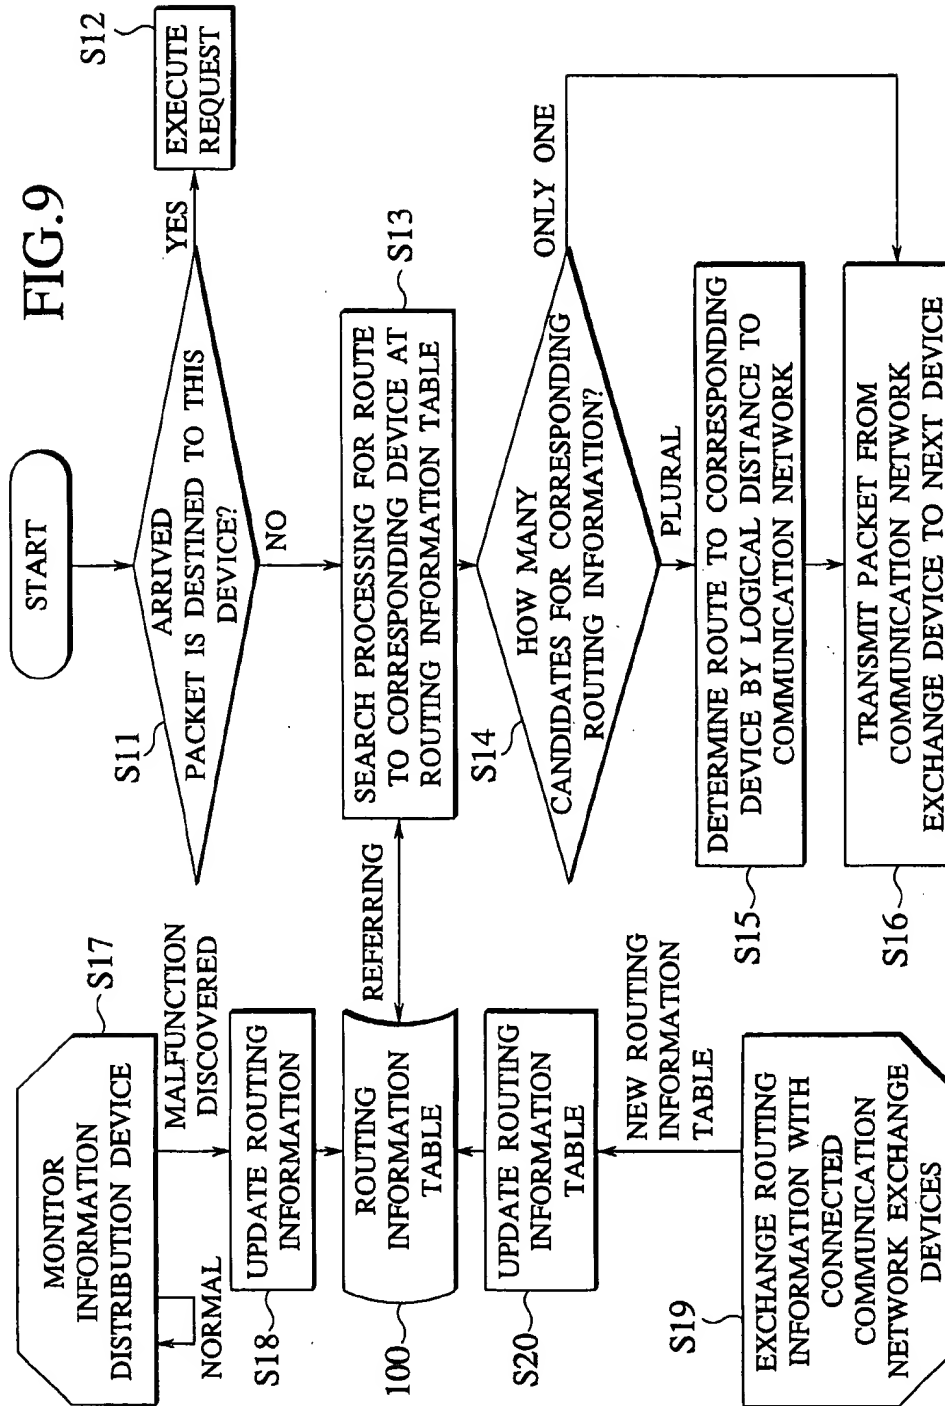 FIG.9
START
S11
ARRIVED
PACKET IS DESTINED TO THIS
DEVICE?
YES
S12
EXECUTE
REQUEST
NO
S13
SEARCH PROCESSING FOR ROUTE
TO CORRESPONDING DEVICE AT
ROUTING INFORMATION TABLE
REFERRING
S14
HOW MANY
CANDIDATES FOR CORRESPONDING
ROUTING INFORMATION?
ONLY ONE
PLURAL
S15
DETERMINE ROUTE TO CORRESPONDING
DEVICE BY LOGICAL DISTANCE TO
COMMUNICATION NETWORK
S16
TRANSMIT PACKET FROM
COMMUNICATION NETWORK
EXCHANGE DEVICE TO NEXT DEVICE
S17
MONITOR
INFORMATION
DISTRIBUTION DEVICE
NORMAL
MALFUNCTION
DISCOVERED
S18
UPDATE ROUTING
INFORMATION
100
ROUTING
INFORMATION
TABLE
S20
UPDATE ROUTING
INFORMATION
TABLE
NEW ROUTING
INFORMATION
TABLE
S19
EXCHANGE ROUTING
INFORMATION WITH
CONNECTED
COMMUNICATION
NETWORK EXCHANGE
DEVICES